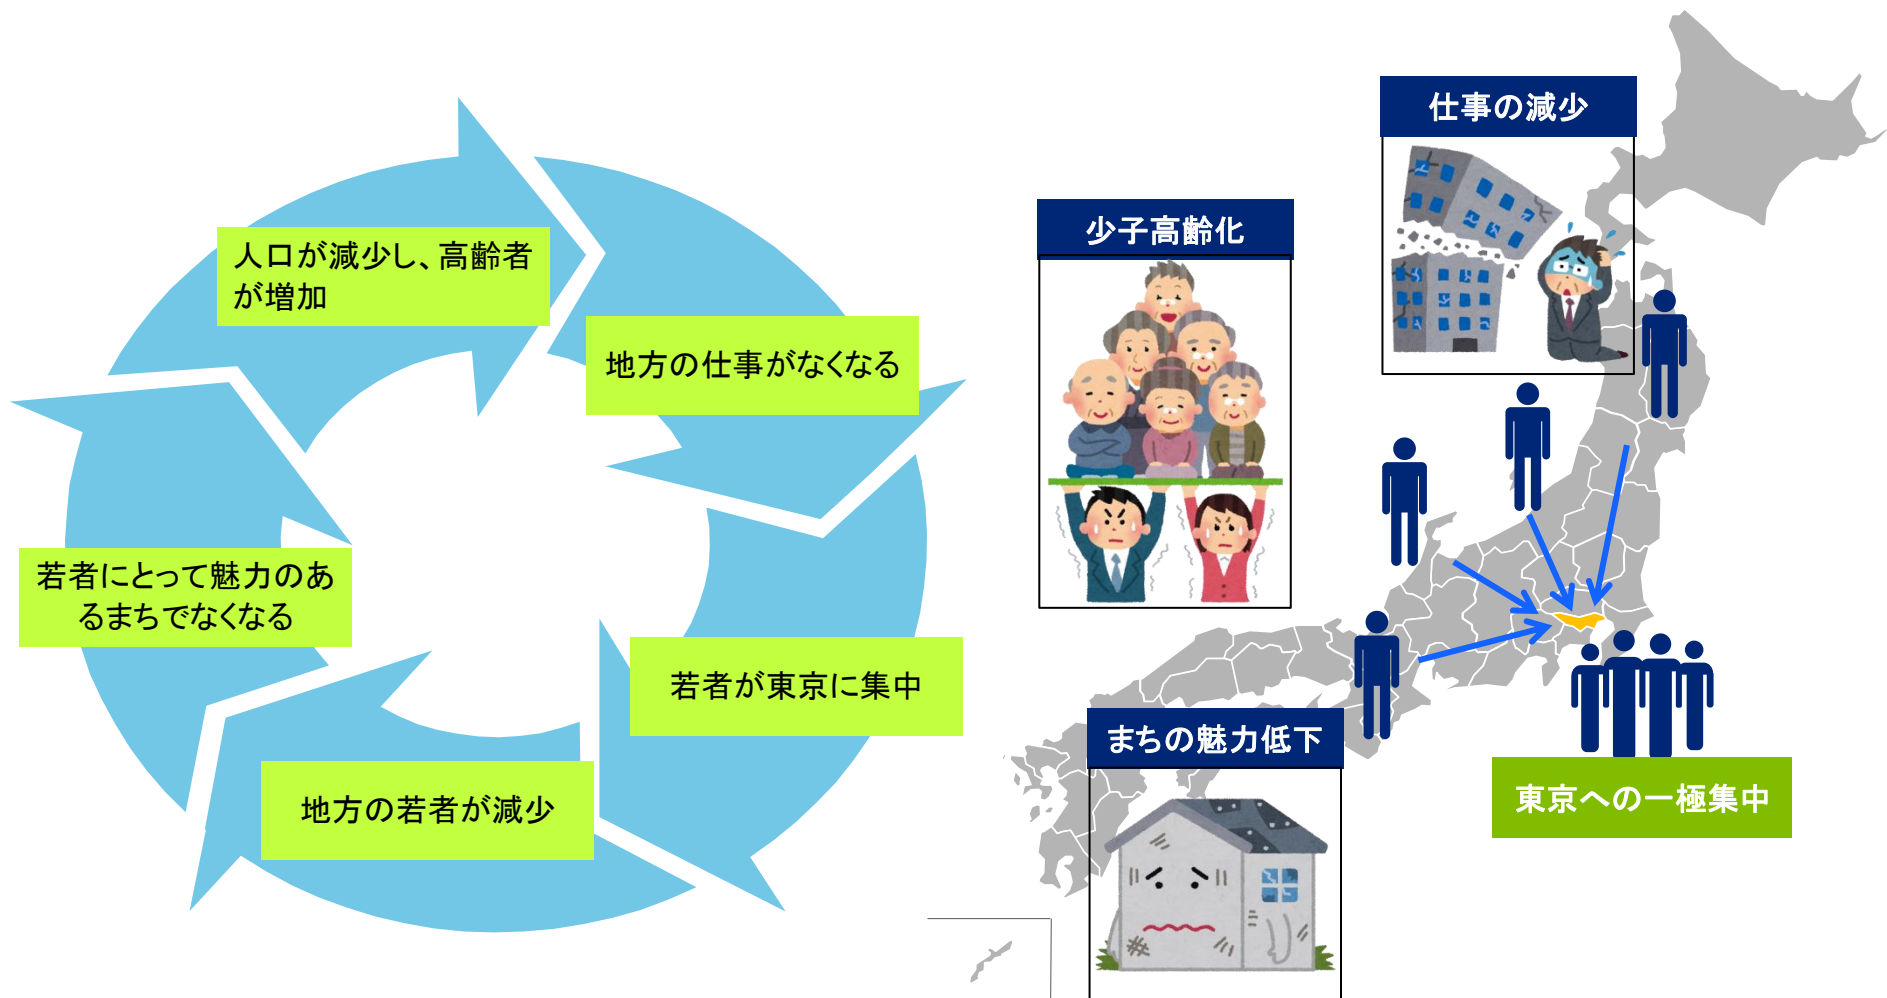 人口が減少し、高齢者
が増加
地方の仕事がなくなる
若者が東京に集中
地方の若者が減少
若者にとって魅力のあ
るまちでなくなる
少子高齢化
仕事の減少
まちの魅力低下
東京への一極集中